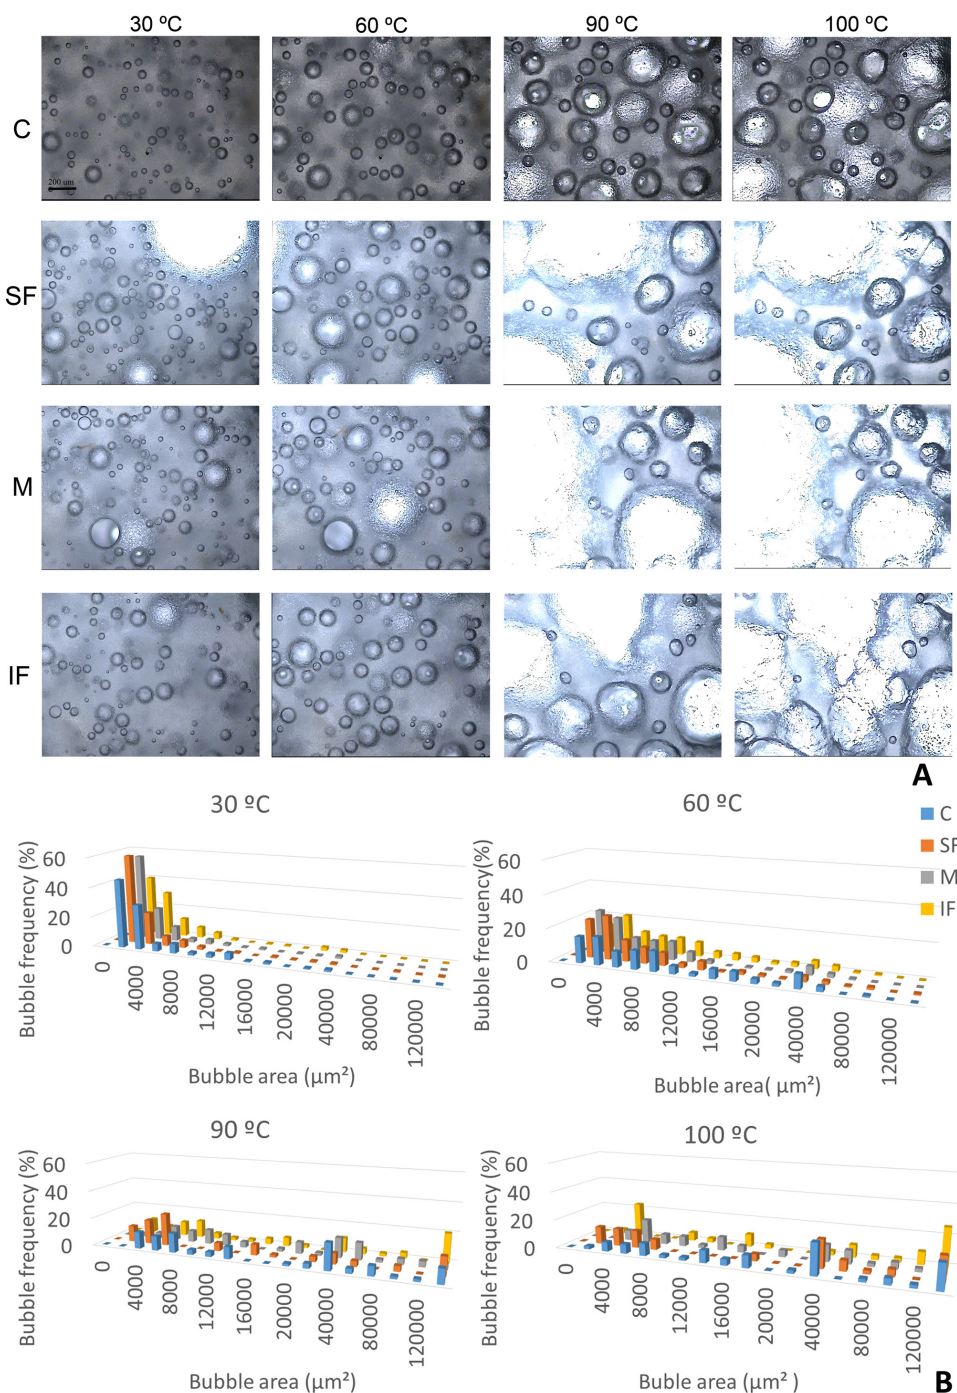 30 ºC 60 ºC 90 ºC 100 ºC
C
200 um
SF
M
IF
A
30 ºC
Bubble frequency (%)
60
40
20
0
0 4000 8000 12000 16000 20000 40000 80000 120000
Bubble area (µm²)
60 ºC
Bubble frequency(%)
60
40
20
0
0 4000 8000 12000 16000 20000 40000 80000 120000
Bubble area( µm²)
C
SF
M
IF
90 ºC
Bubble frequency (%)
60
40
20
0
0 4000 8000 12000 16000 20000 40000 80000 120000
Bubble area (µm²)
100 ºC
Bubble frequency (%)
60
40
20
0
0 4000 8000 12000 16000 20000 40000 80000 120000
Bubble area (µm² )
B